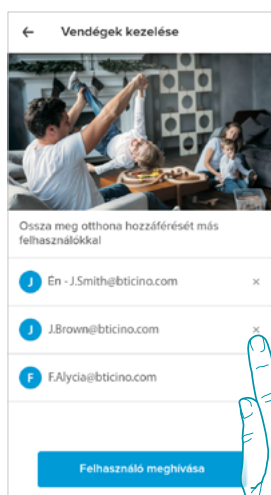 ← Vendégek kezelése
Ossza meg otthona hozzáférését más
felhasználókkal
J Én - J.Smith@bticino.com ×
J J.Brown@bticino.com ×
F F.Alycia@bticino.com
Felhasználó meghívása